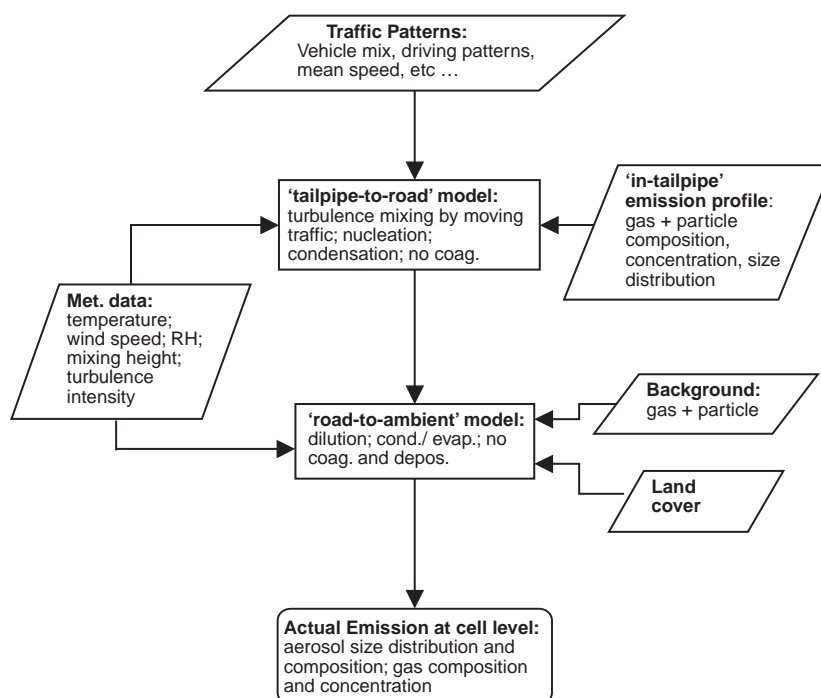 Traffic Patterns:
Vehicle mix, driving patterns,
mean speed, etc …
‘tailpipe-to-road’ model:
turbulence mixing by moving
traffic; nucleation;
condensation; no coag.
‘in-tailpipe’
emission profile:
gas + particle
composition,
concentration, size
distribution
Met. data:
temperature;
wind speed; RH;
mixing height;
turbulence
intensity
‘road-to-ambient’ model:
dilution; cond./ evap.; no
coag. and depos.
Background:
gas + particle
Land
cover
Actual Emission at cell level:
aerosol size distribution and
composition; gas composition
and concentration